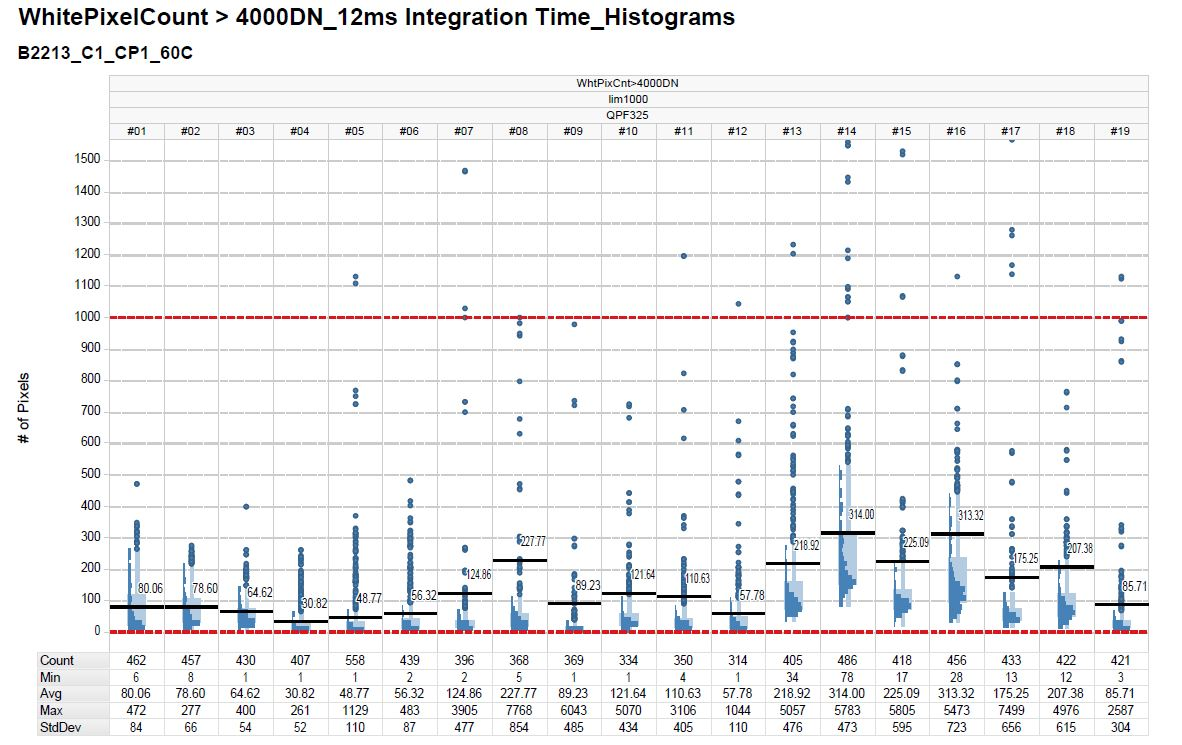 WhitePixelCount > 4000DN_12ms Integration Time_Histograms
B2213_C1_CP1_60C
WhtPixCnt>4000DN
lim1000
QPF325
#01 #02 #03 #04 #05 #06 #07 #08 #09 #10 #11 #12 #13 #14 #15 #16 #17 #18 #19
# of Pixels
1500
1400
1300
1200
1100
1000
900
800
700
600
500
400
300
200
100
0
80.06 78.60 64.62 30.82 48.77 56.32 124.86 227.77 89.23 121.64 110.63 57.78 218.92 314.00 225.09 313.32 175.25 207.38 85.71
Count 462 457 430 407 558 439 396 368 369 334 350 314 405 486 418 456 433 422 421
Min 6 8 1 1 1 2 2 5 1 1 4 1 34 78 17 28 13 12 3
Avg 80.06 78.60 64.62 30.82 48.77 56.32 124.86 227.77 89.23 121.64 110.63 57.78 218.92 314.00 225.09 313.32 175.25 207.38 85.71
Max 472 277 400 261 1129 483 3905 7768 6043 5070 3106 1044 5057 5783 5805 5473 7499 4976 2587
StdDev 84 66 54 52 110 87 477 854 485 434 405 110 476 473 595 723 656 615 304